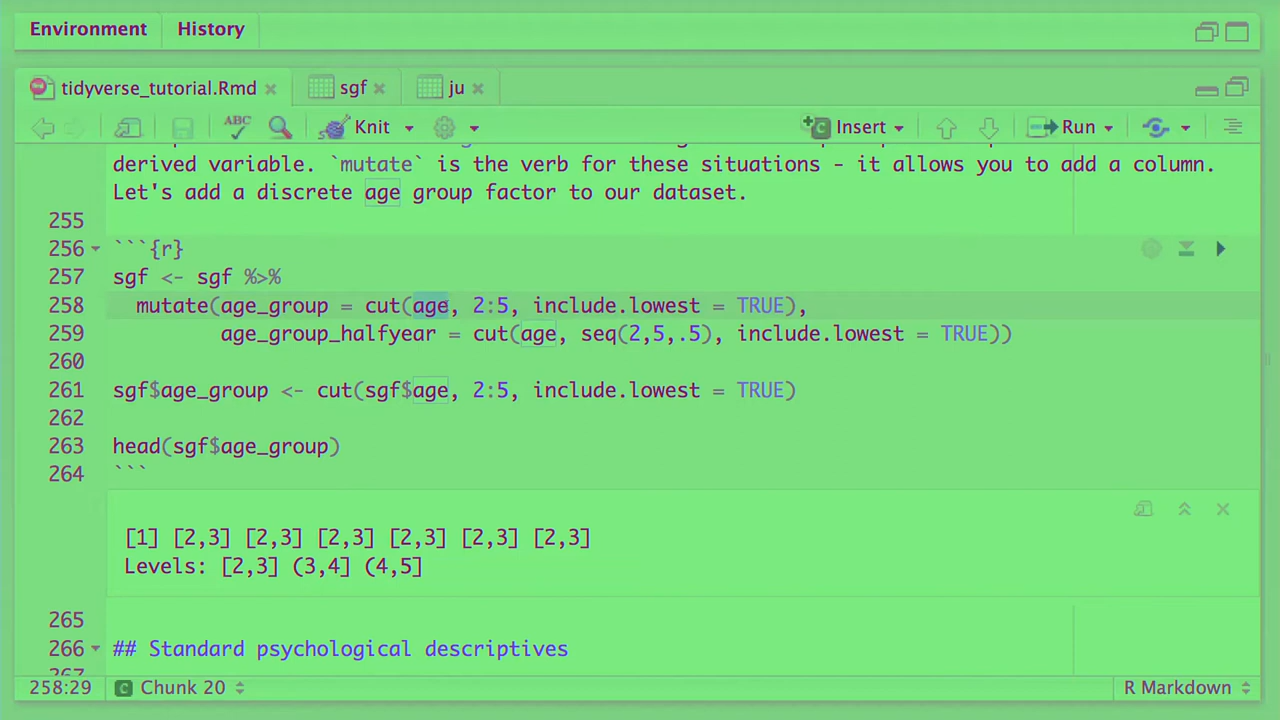 Environment History
tidyverse_tutorial.Rmd sgf ju
ABC Knit Insert Run
derived variable. `mutate` is the verb for these situations - it allows you to add a column.
Let's add a discrete age group factor to our dataset.
255
256 ```{r}
257 sgf <- sgf %>%
258 mutate(age_group = cut(age, 2:5, include.lowest = TRUE),
259 age_group_halfyear = cut(age, seq(2,5,.5), include.lowest = TRUE))
260
261 sgf$age_group <- cut(sgf$age, 2:5, include.lowest = TRUE)
262
263 head(sgf$age_group)
264 ```
[1] [2,3] [2,3] [2,3] [2,3] [2,3] [2,3]
Levels: [2,3] (3,4] (4,5]
265
266 ## Standard psychological descriptives
258:29 C Chunk 20 R Markdown